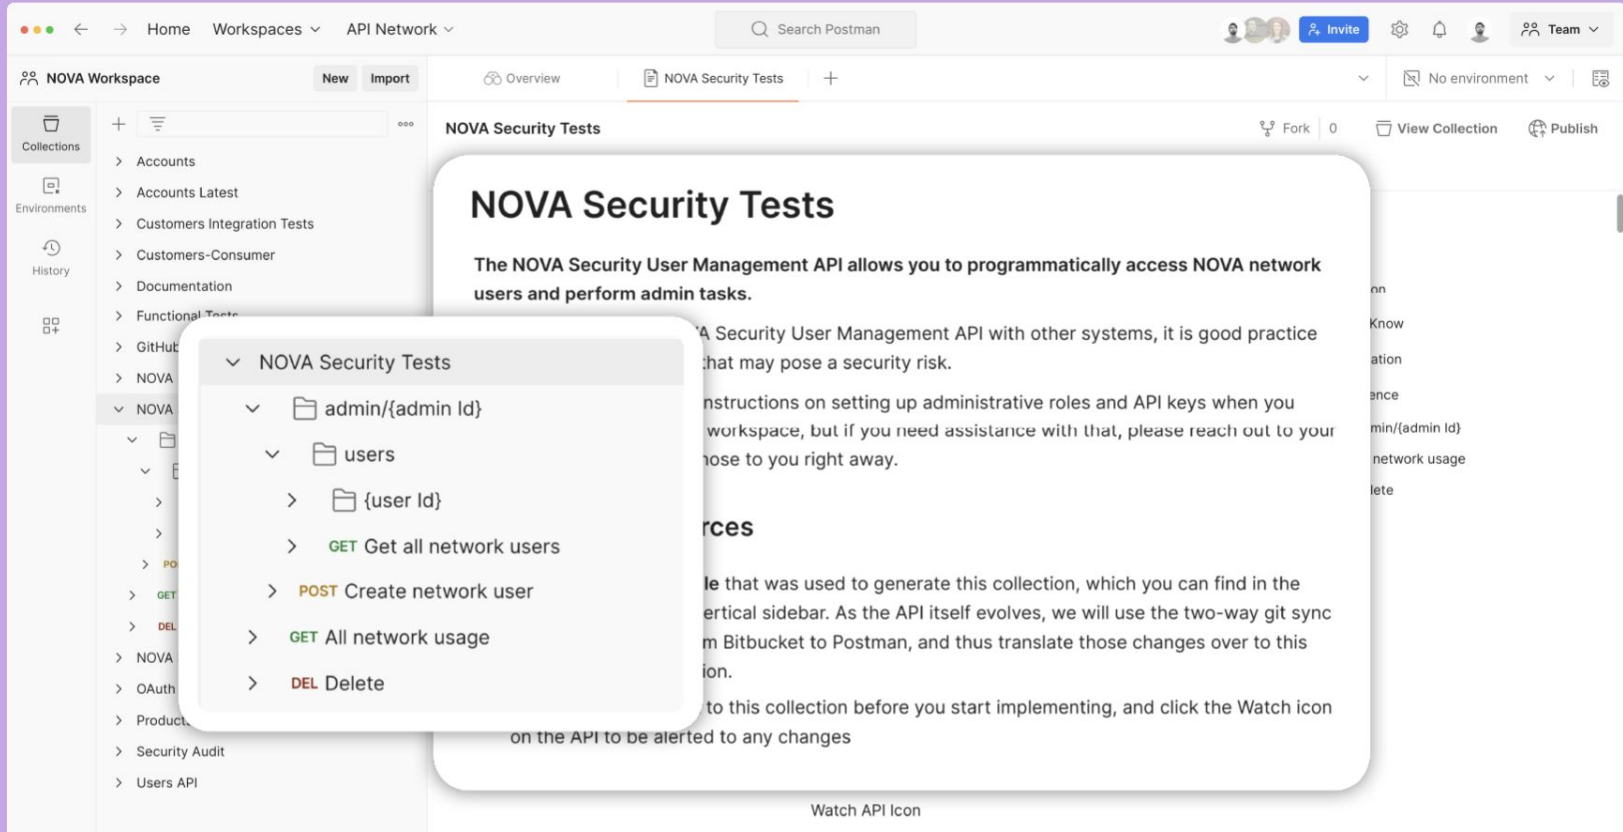 Home Workspaces API Network Search Postman Invite Team
NOVA Workspace New Import Overview NOVA Security Tests No environment
Collections
Environments
History
Accounts
Accounts Latest
Customers Integration Tests
Customers-Consumer
Documentation
Functional Tests
GitHub
NOVA
NOVA
GET
DEL
NOVA
OAuth
Security Audit
Users API
NOVA Security Tests
admin/{admin Id}
users
{user Id}
GET Get all network users
POST Create network user
GET All network usage
DEL Delete
NOVA Security Tests Fork 0 View Collection Publish
NOVA Security Tests
The NOVA Security User Management API allows you to programmatically access NOVA network
users and perform admin tasks.
Security User Management API with other systems, it is good practice
that may pose a security risk.
nstructions on setting up administrative roles and API keys when you
workspace, but if you need assistance with that, please reach out to your
hose to you right away.
rces
le that was used to generate this collection, which you can find in the
ertical sidebar. As the API itself evolves, we will use the two-way git sync
m Bitbucket to Postman, and thus translate those changes over to this
ion.
to this collection before you start implementing, and click the Watch icon
on the API to be alerted to any changes
Watch API Icon
on
Know
ation
ence
min/{admin Id}
network usage
lete